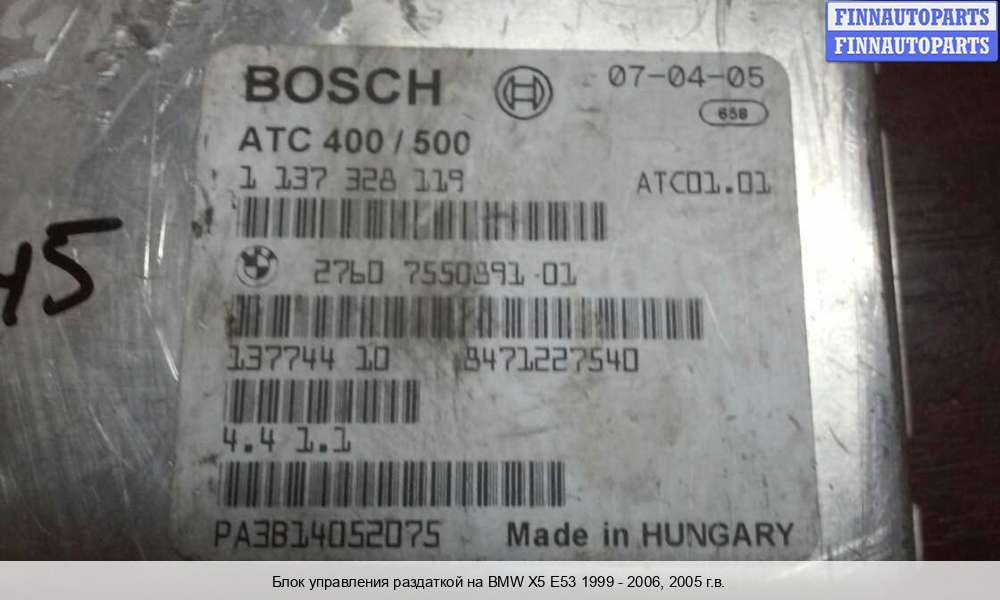 FINNAUTOPARTS
FINNAUTOPARTS
BOSCH 07-04-05
658
ATC 400 / 500
1 137 328 119 ATC01.01
2760 7550891-01
137744 10 8471227540
4.4 1.1
PA3B14052075 Made in HUNGARY
45
Блок управления раздаткой на BMW X5 E53 1999 - 2006, 2005 г.в.